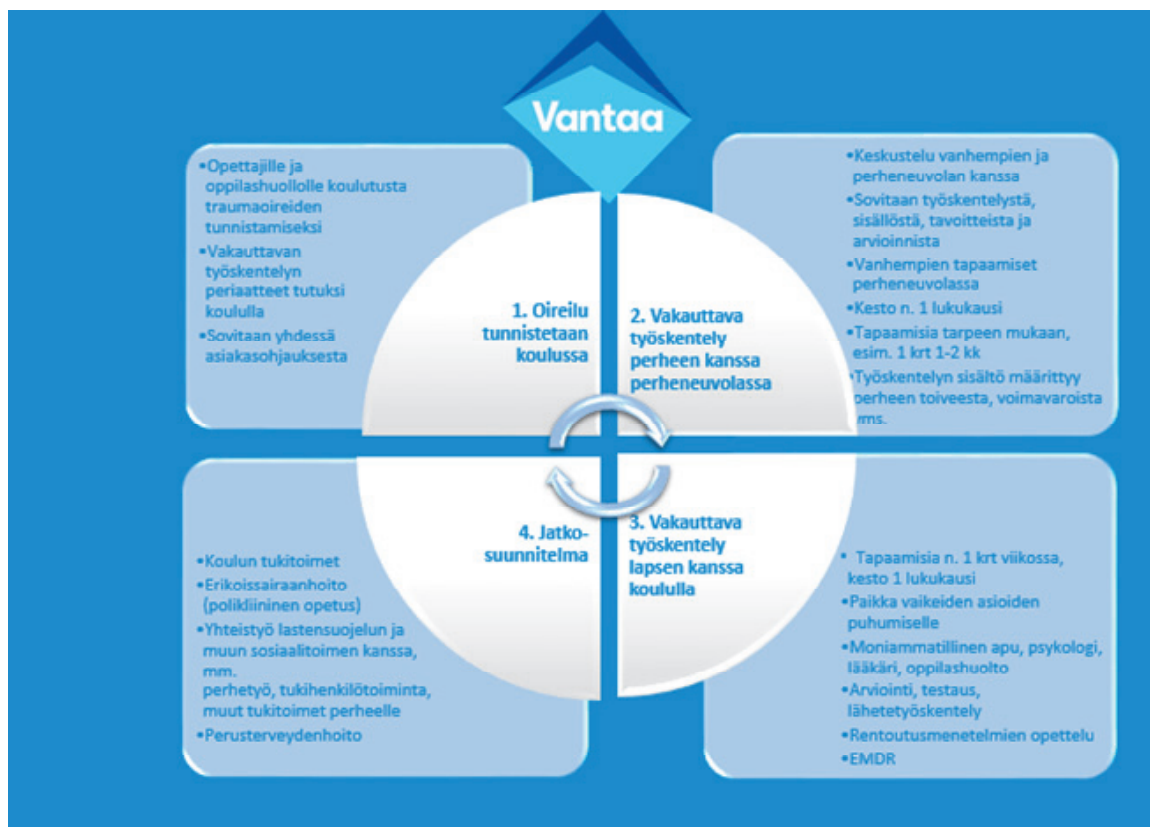 Vantaa
•Opettajille ja
oppilashuollolle koulutusta
traumaoireiden
tunnistamiseksi
•Vakauttavan
työskentelyn
periaatteet tutuksi
koululla
•Sovitaan yhdessä
asiakasohjauksesta
1. Oireilu
tunnistetaan
koulussa
2. Vakauttava
työskentely
perheen kanssa
perheneuvolassa
•Keskustelu vanhempien ja
perheneuvolan kanssa
•Sovitaan työskentelystä,
sisällöstä, tavoitteista ja
arvioinnista
•Vanhempien tapaamiset
perheneuvolassa
•Kesto n. 1 lukukausi
•Tapaamisia tarpeen mukaan,
esim. 1 krt 1-2 kk
•Työskentelyn sisältö määrittyy
perheen toiveesta, voimavaroista
yms.
•Koulun tukitoimet
•Erikoissairaanhoito
(polikliininen opetus)
•Yhteistyö lastensuojelun ja
muun sosiaalitoimen kanssa,
mm.
perhetyö, tukihenkilötoiminta,
muut tukitoimet perheelle
•Perusterveydenhoito
4. Jatko-
suunnitelma
3. Vakauttava
työskentely
lapsen kanssa
koululla
• Tapaamisia n. 1 krt viikossa,
kesto 1 lukukausi
•Paikka vaikeiden asioiden
puhumiselle
•Moniammatillinen apu, psykologi,
lääkäri, oppilashuolto
•Arviointi, testaus,
lähetetyöskentely
•Rentoutusmenetelmien opettelu
•EMDR